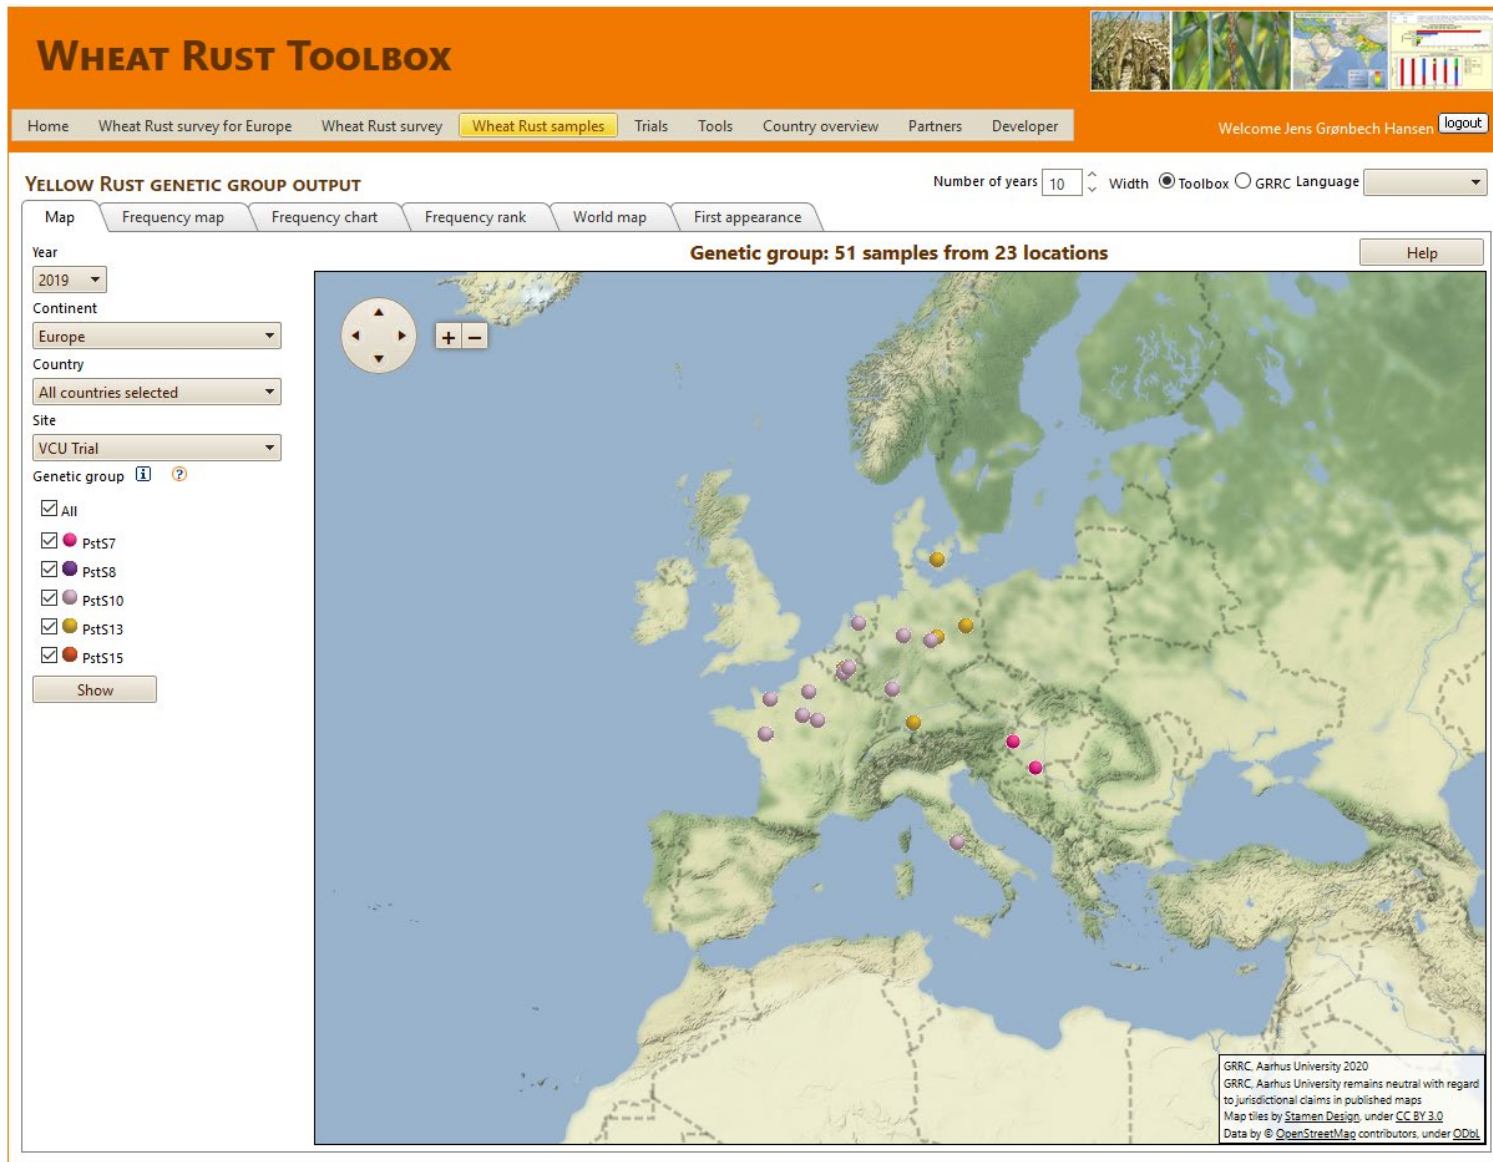 WHEAT RUST TOOLBOX
Home Wheat Rust survey for Europe Wheat Rust survey Wheat Rust samples Trials Tools Country overview Partners Developer
Welcome Jens Grønbech Hansen logout
YELLOW RUST GENETIC GROUP OUTPUT
Number of years 10 Width Toolbox GRRC Language
Map Frequency map Frequency chart Frequency rank World map First appearance
Year
Genetic group: 51 samples from 23 locations
Help
2019
Continent
Europe
Country
All countries selected
Site
VCU Trial
Genetic group i ?
All
PstS7
PstS8
PstS10
PstS13
PstS15
Show
+ −
GRRC, Aarhus University 2020
GRRC, Aarhus University remains neutral with regard
to jurisdictional claims in published maps
Map tiles by Stamen Design, under CC BY 3.0
Data by © OpenStreetMap contributors, under ODbL